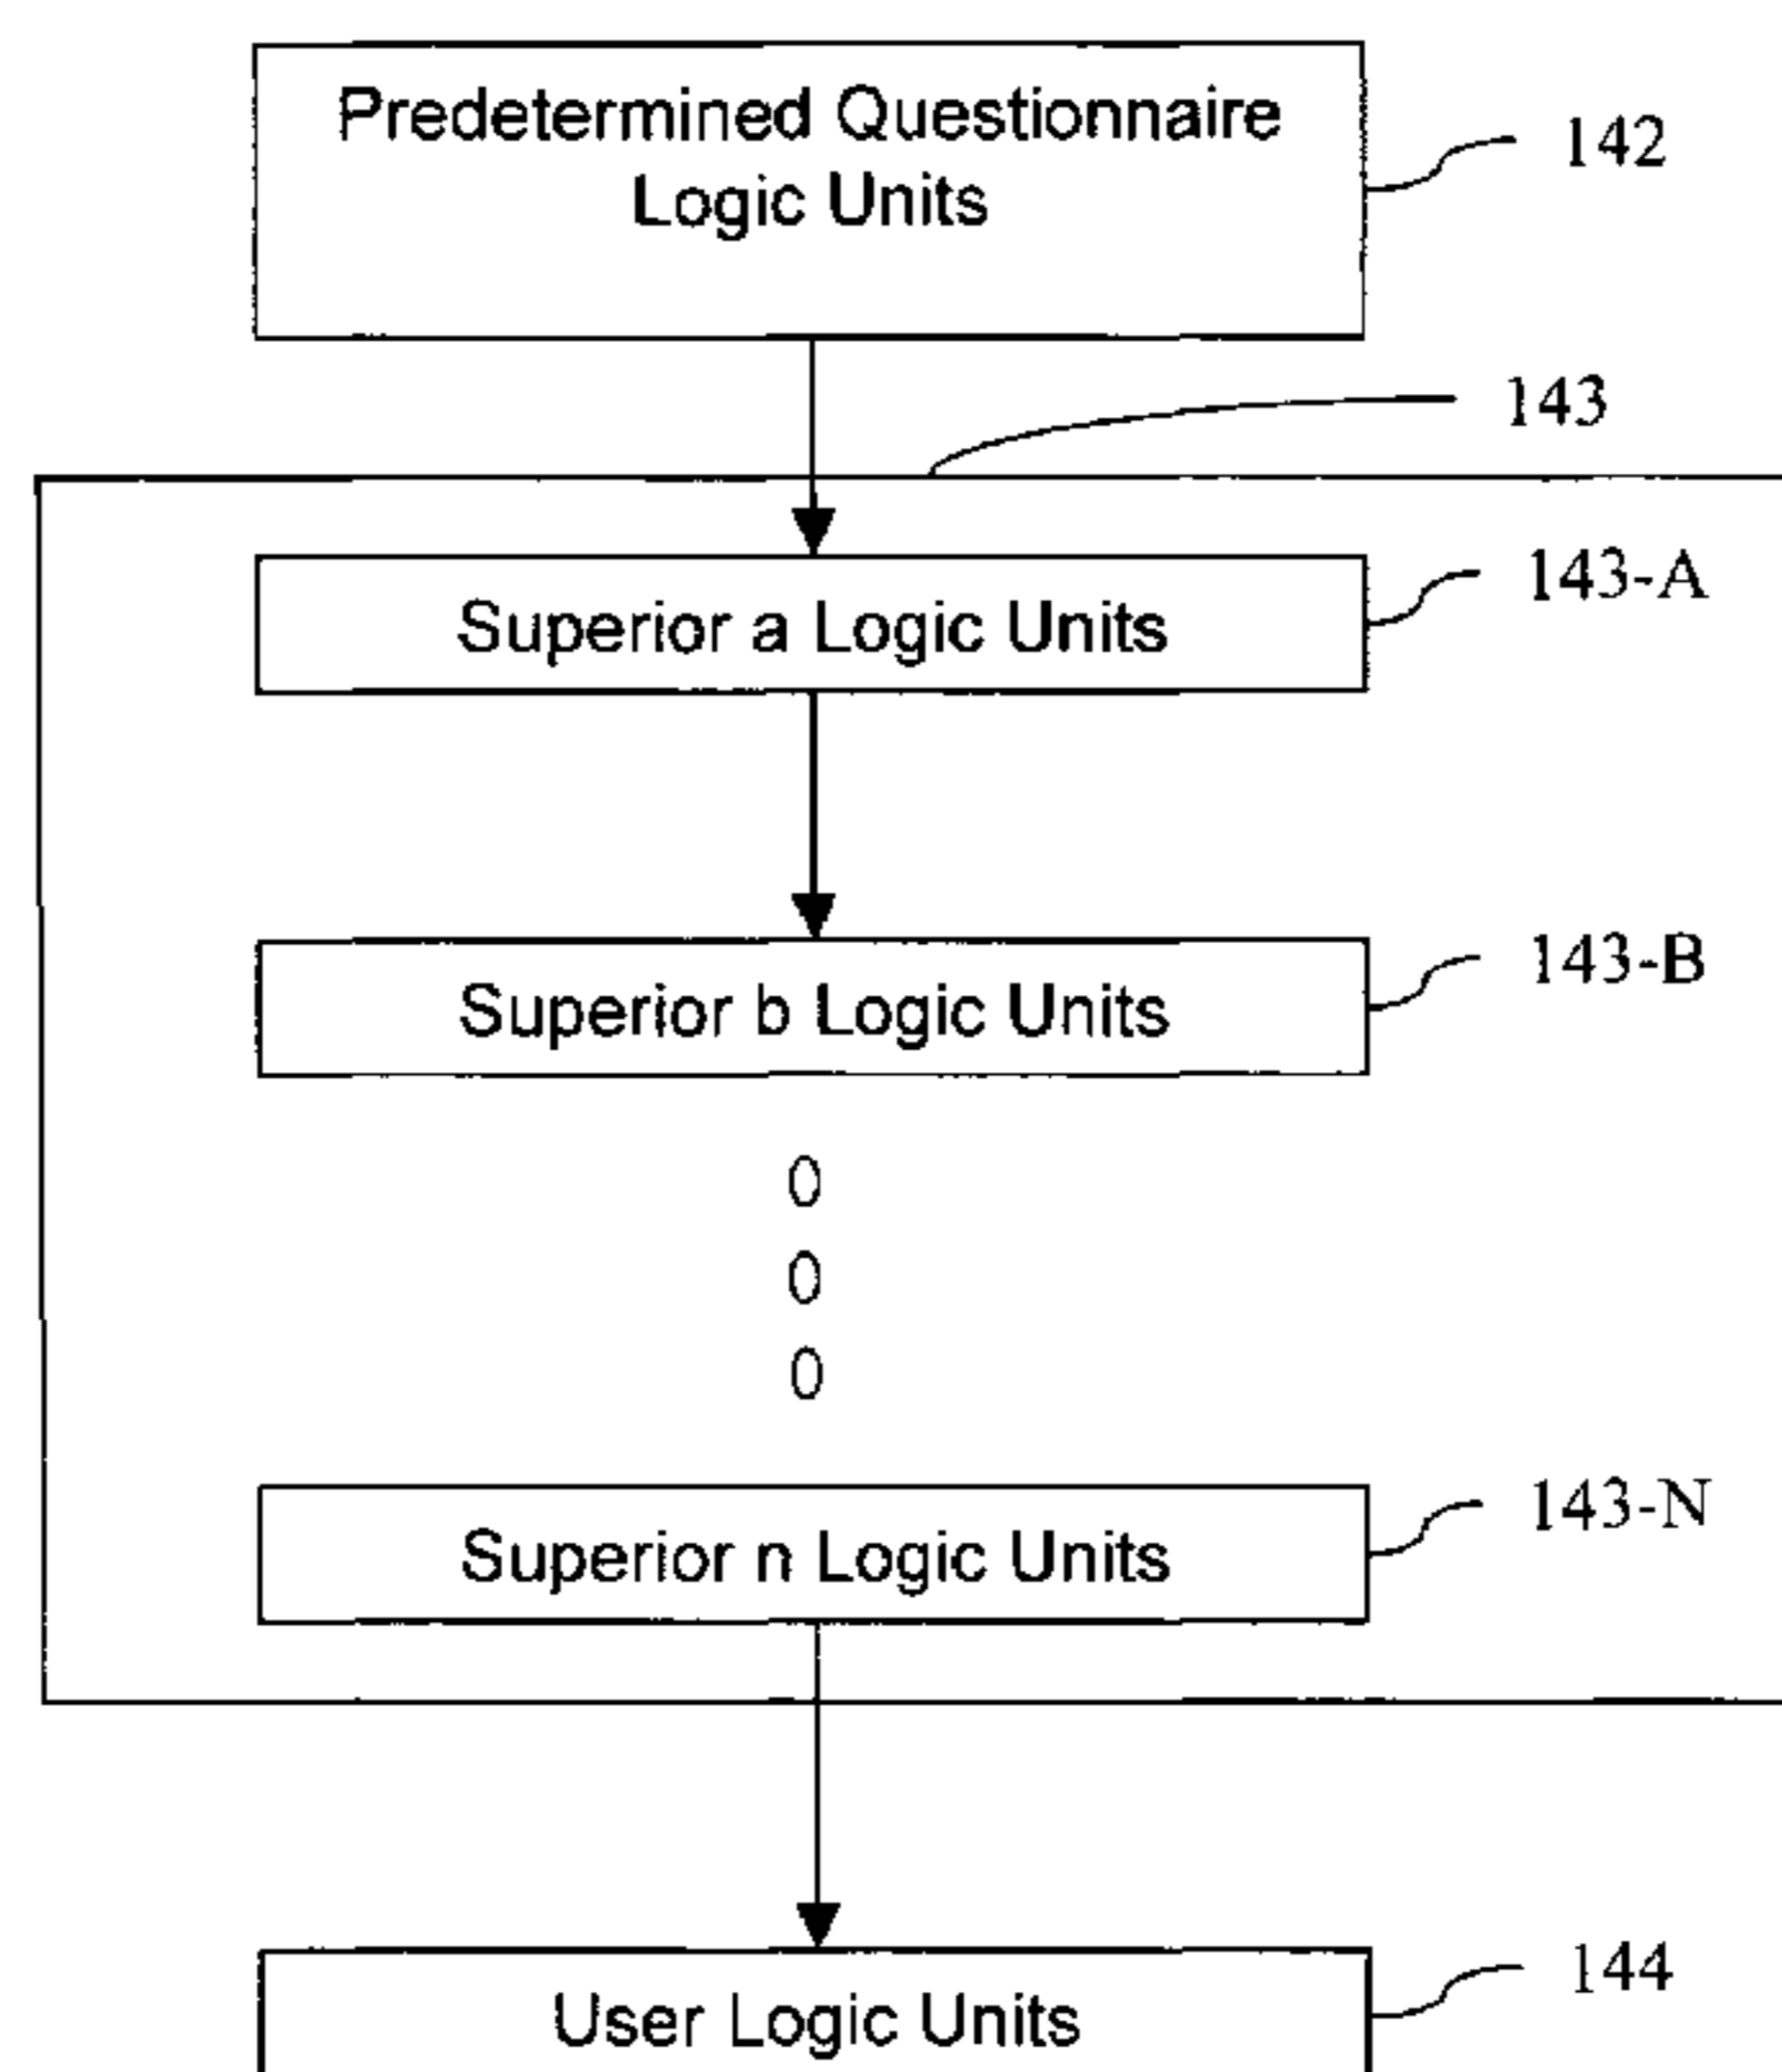 Predetermined Questionnaire
Logic Units
142
143
Superior a Logic Units
143-A
Superior b Logic Units
143-B
0
0
0
Superior n Logic Units
143-N
User Logic Units
144